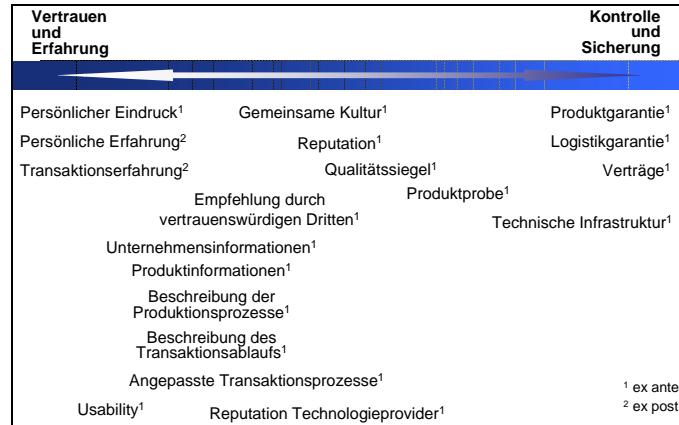 Vertrauen
und
Erfahrung
Kontrolle
und
Sicherung
Persönlicher Eindruck¹ Gemeinsame Kultur¹ Produktgarantie¹
Persönliche Erfahrung² Reputation¹ Logistikgarantie¹
Transaktionserfahrung² Qualitätssiegel¹ Verträge¹
Empfehlung durch
vertrauenswürdigen Dritten¹
Produktprobe¹
Technische Infrastruktur¹
Unternehmensinformationen¹
Produktinformationen¹
Beschreibung der
Produktionsprozesse¹
Beschreibung des
Transaktionsablaufs¹
Angepasste Transaktionsprozesse¹
Usability¹ Reputation Technologieprovider¹
¹ ex ante
² ex post